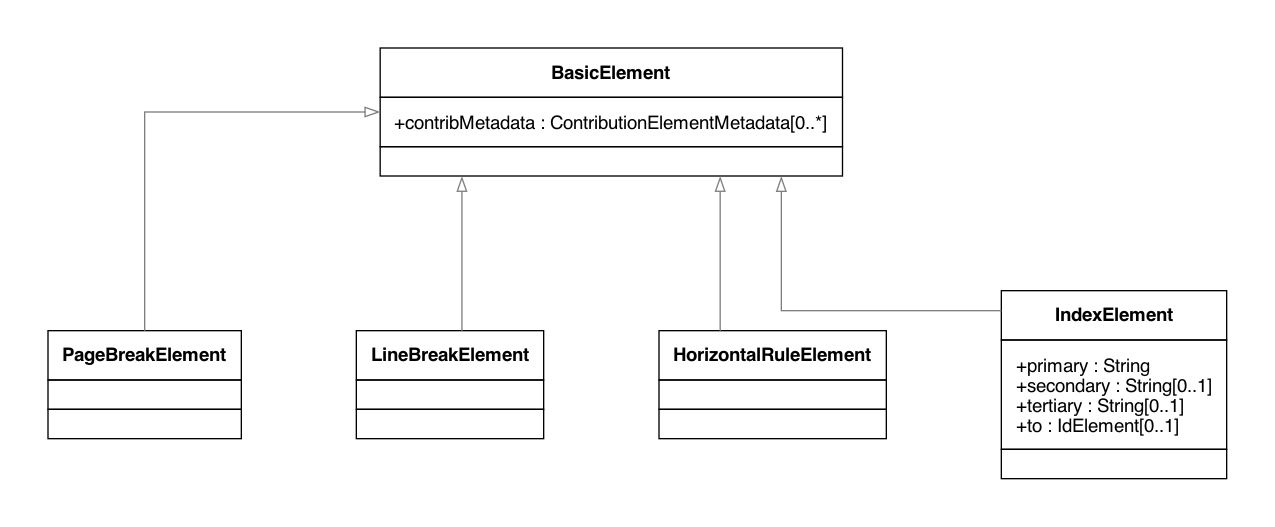 BasicElement
+contribMetadata : ContributionElementMetadata[0..*]
PageBreakElement
LineBreakElement
HorizontalRuleElement
IndexElement
+primary : String
+secondary : String[0..1]
+tertiary : String[0..1]
+to : IdElement[0..1]